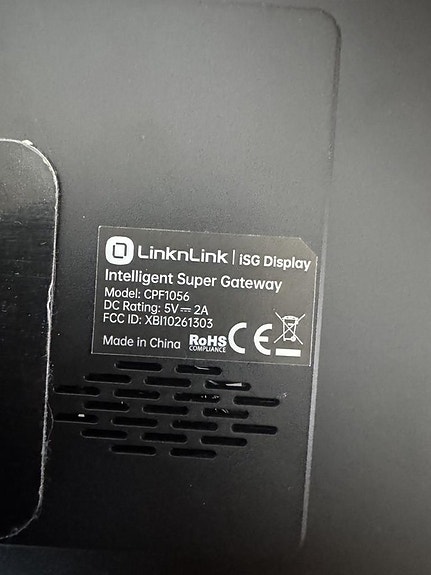 LinknLink | iSG Display
Intelligent Super Gateway
Model: CPF1056
DC Rating: 5V⎓2A
FCC ID: XBI10261303
Made in China RoHS COMPLIANCE CE